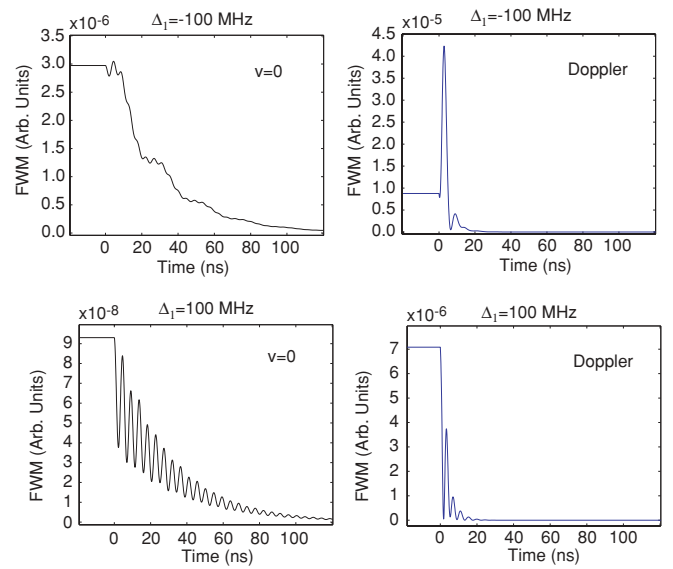 x10-6
Δ1=-100 MHz
3.5
3.0
2.5
2.0
1.5
1.0
0.5
0.0
FWM (Arb. Units)
v=0
0 20 40 60 80 100
Time (ns)
x10-5
Δ1=-100 MHz
4.5
4.0
3.5
3.0
2.5
2.0
1.5
1.0
0.5
0.0
FWM (Arb. Units)
Doppler
0 20 40 60 80 100
Time (ns)
x10-8
Δ1=100 MHz
9
8
7
6
5
4
3
2
1
0
FWM (Arb. Units)
v=0
0 20 40 60 80 100
Time (ns)
x10-6
Δ1=100 MHz
7
6
5
4
3
2
1
0
FWM (Arb. Units)
Doppler
0 20 40 60 80 100
Time (ns)